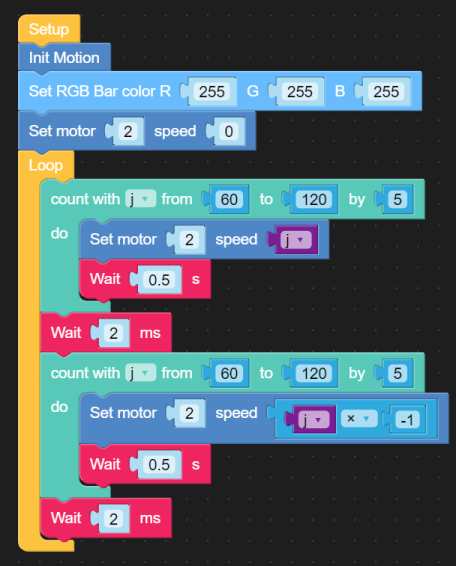 Setup
Init Motion
Set RGB Bar color R 255 G 255 B 255
Set motor 2 speed 0
Loop
count with j from 60 to 120 by 5
do Set motor 2 speed j
Wait 0.5 s
Wait 2 ms
count with j from 60 to 120 by 5
do Set motor 2 speed j × -1
Wait 0.5 s
Wait 2 ms